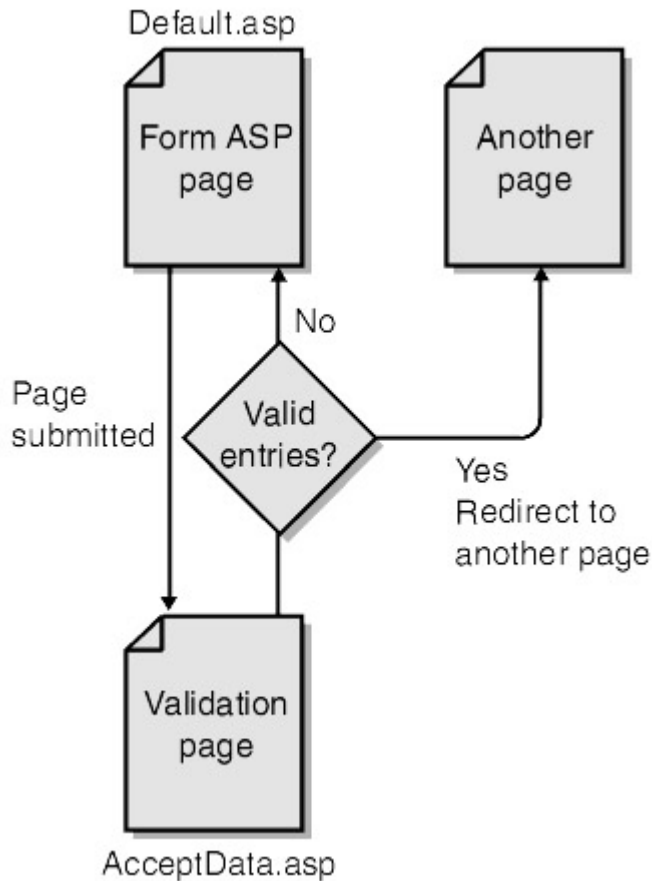 Default.asp
Form ASP
page
Another
page
No
Page
submitted
Valid
entries?
Yes
Redirect to
another page
Validation
page
AcceptData.asp